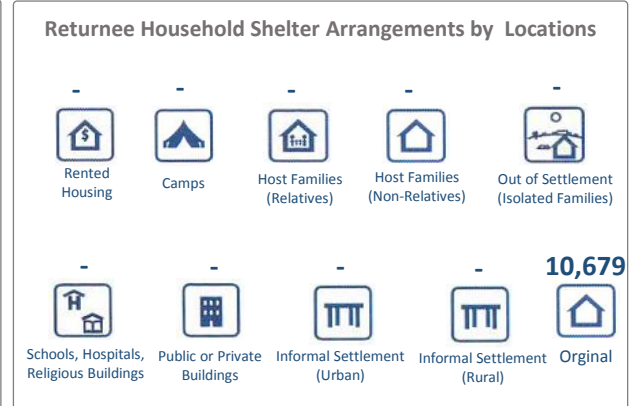 Returnee Household Shelter Arrangements by Locations
- - - - -
$
Rented
Housing
Camps
Host Families
(Relatives)
Host Families
(Non-Relatives)
Out of Settlement
(Isolated Families)
- - - - 10,679
H
Schools, Hospitals,
Religious Buildings
Public or Private
Buildings
Informal Settlement
(Urban)
Informal Settlement
(Rural)
Orginal